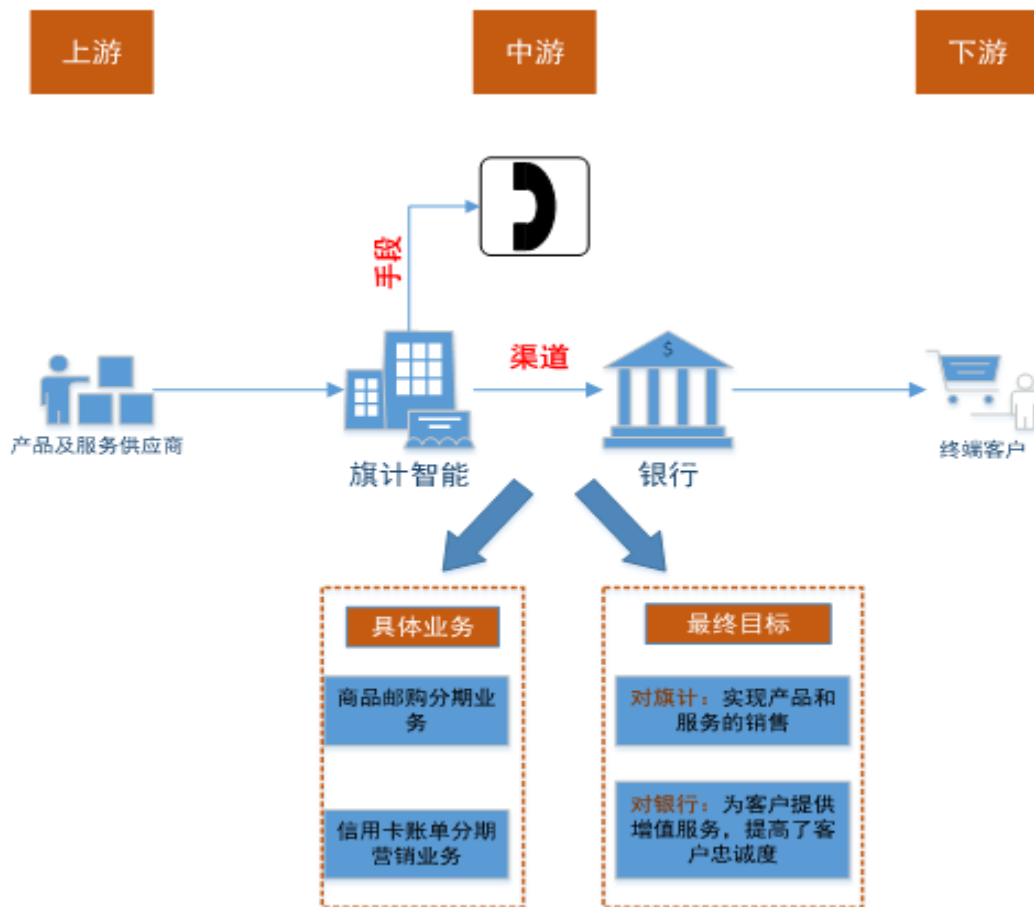 上游
中游
下游
手段
渠道
$
产品及服务供应商
旗计智能
银行
终端客户
具体业务
商品邮购分期业
务
信用卡账单分期
营销业务
最终目标
对旗计：实现产品和
服务的销售
对银行：为客户提供
增值服务，提高了客
户忠诚度